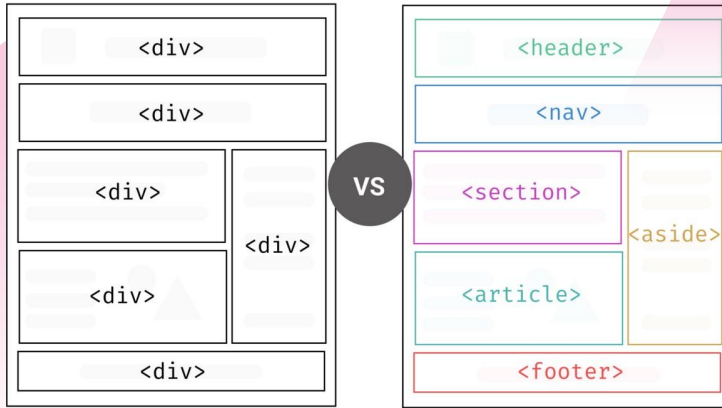 <div>
<div>
<div>
<div>
<div>
<div>
VS
<header>
<nav>
<section>
<aside>
<article>
<footer>